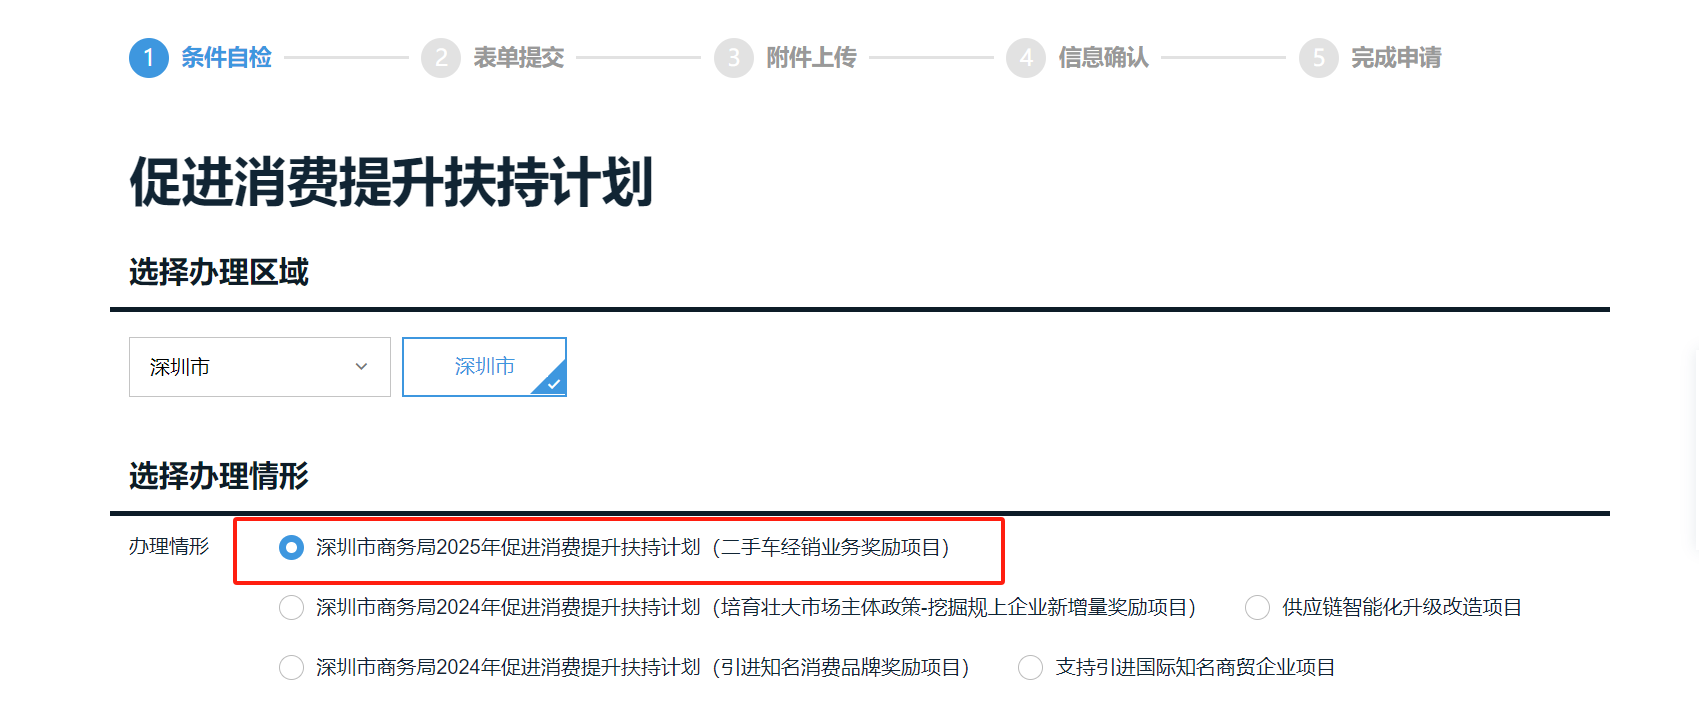 1 条件自检 2 表单提交 3 附件上传 4 信息确认 5 完成申请
促进消费提升扶持计划
选择办理区域
深圳市 深圳市
选择办理情形
办理情形 深圳市商务局2025年促进消费提升扶持计划（二手车经销业务奖励项目）
深圳市商务局2024年促进消费提升扶持计划（培育壮大市场主体政策-挖掘规上企业新增量奖励项目） 供应链智能化升级改造项目
深圳市商务局2024年促进消费提升扶持计划（引进知名消费品牌奖励项目） 支持引进国际知名商贸企业项目